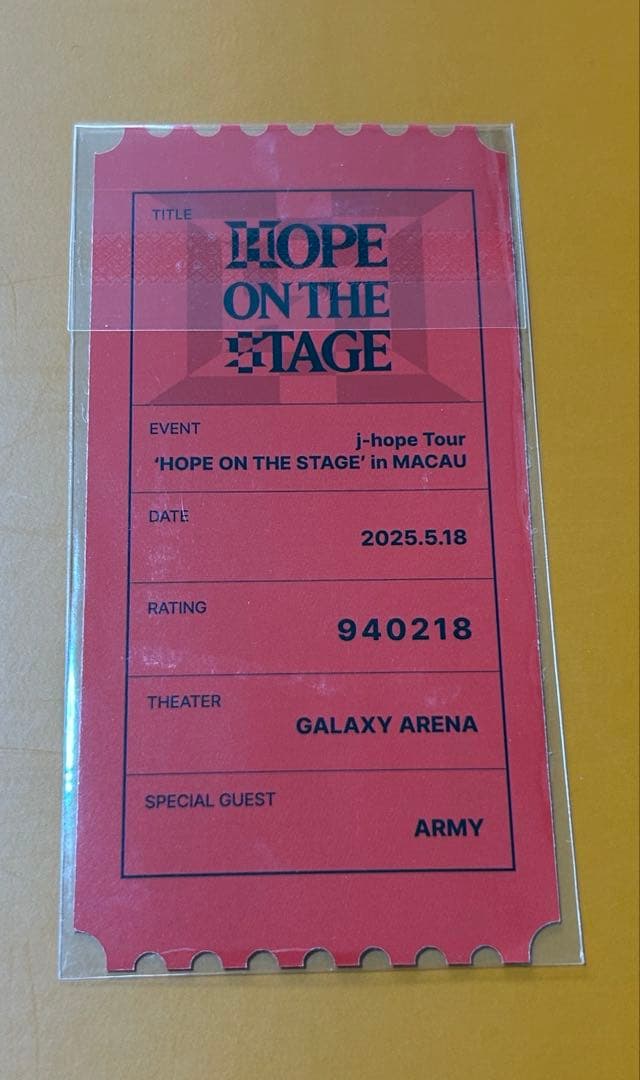 TITLE
HOPE
ON THE
STAGE
EVENT
j-hope Tour
‘HOPE ON THE STAGE’ in MACAU
DATE
2025.5.18
RATING
940218
THEATER
GALAXY ARENA
SPECIAL GUEST
ARMY